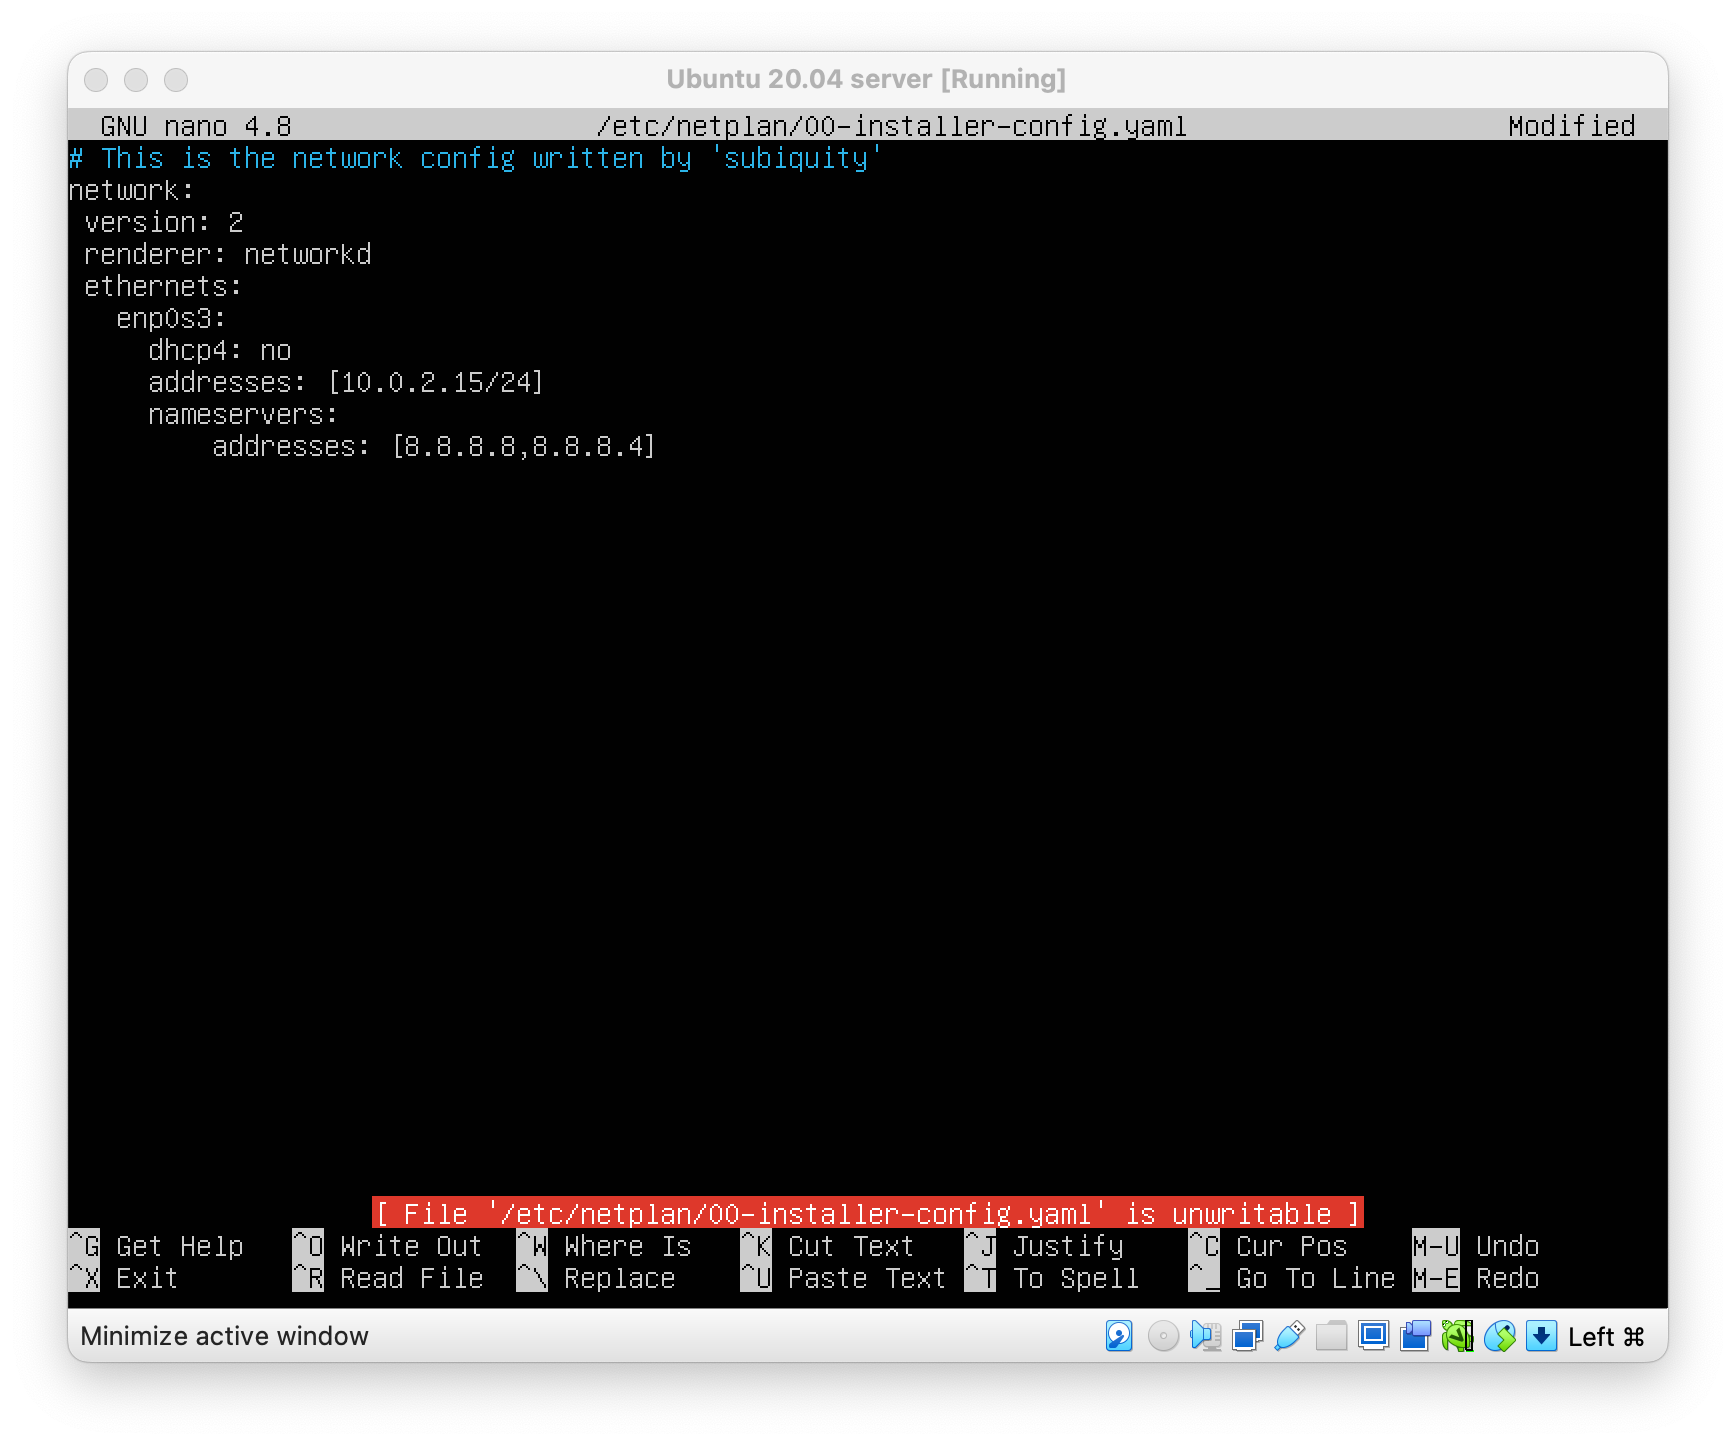 Ubuntu 20.04 server [Running]
GNU nano 4.8 /etc/netplan/00-installer-config.yaml Modified
# This is the network config written by 'subiquity'
network:
 version: 2
 renderer: networkd
 ethernets:
   enp0s3:
     dhcp4: no
     addresses: [10.0.2.15/24]
     nameservers:
         addresses: [8.8.8.8,8.8.8.4]
[ File '/etc/netplan/00-installer-config.yaml' is unwritable ]
^G Get Help ^O Write Out ^W Where Is ^K Cut Text ^J Justify ^C Cur Pos M-U Undo
^X Exit ^R Read File ^\ Replace ^U Paste Text ^T To Spell ^_ Go To Line M-E Redo
Minimize active window Left ⌘